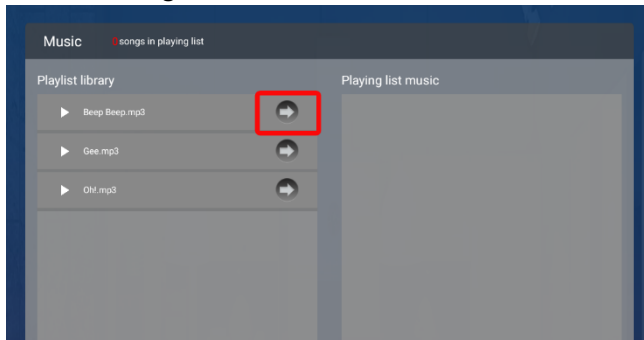 Music
songs in playing list
Playlist library
Playing list music
Beep Beep.mp3
Gee.mp3
Oh!.mp3